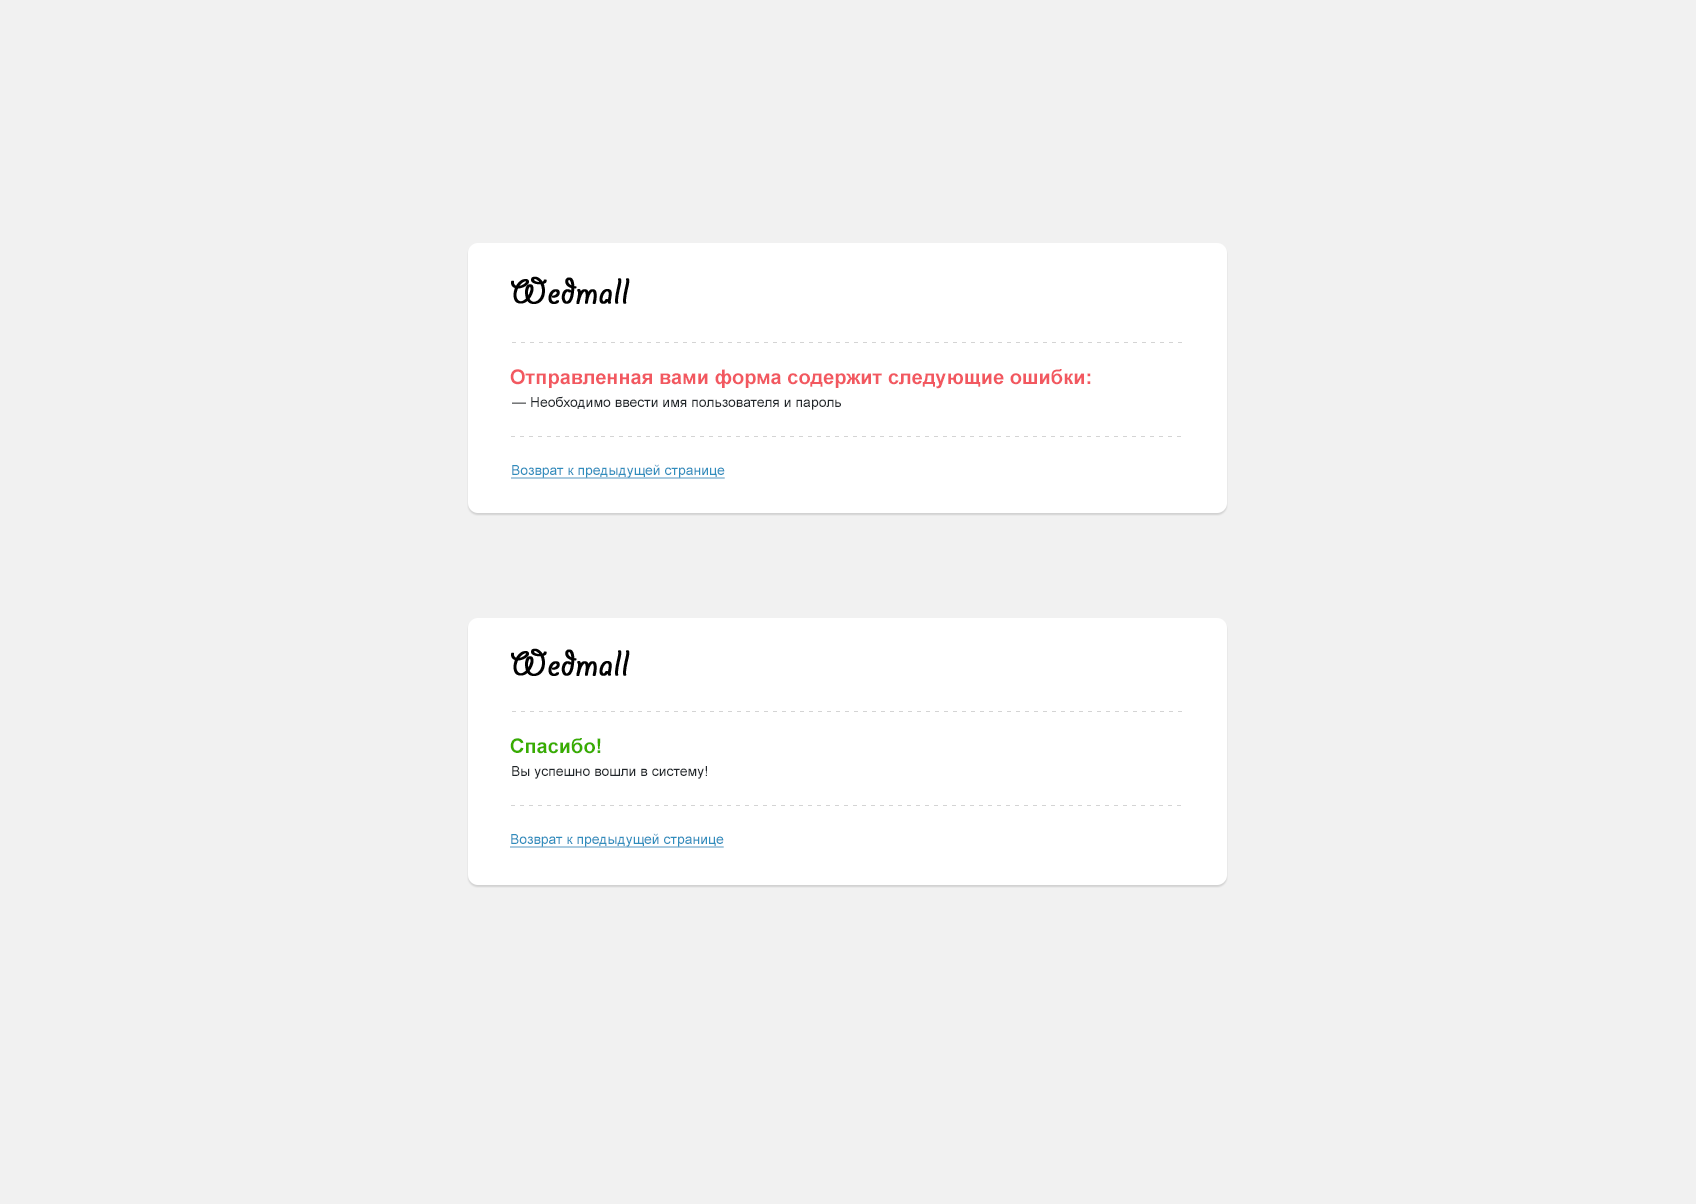 Wedmall
Отправленная вами форма содержит следующие ошибки:
— Необходимо ввести имя пользователя и пароль
Возврат к предыдущей странице
Wedmall
Спасибо!
Вы успешно вошли в систему!
Возврат к предыдущей странице